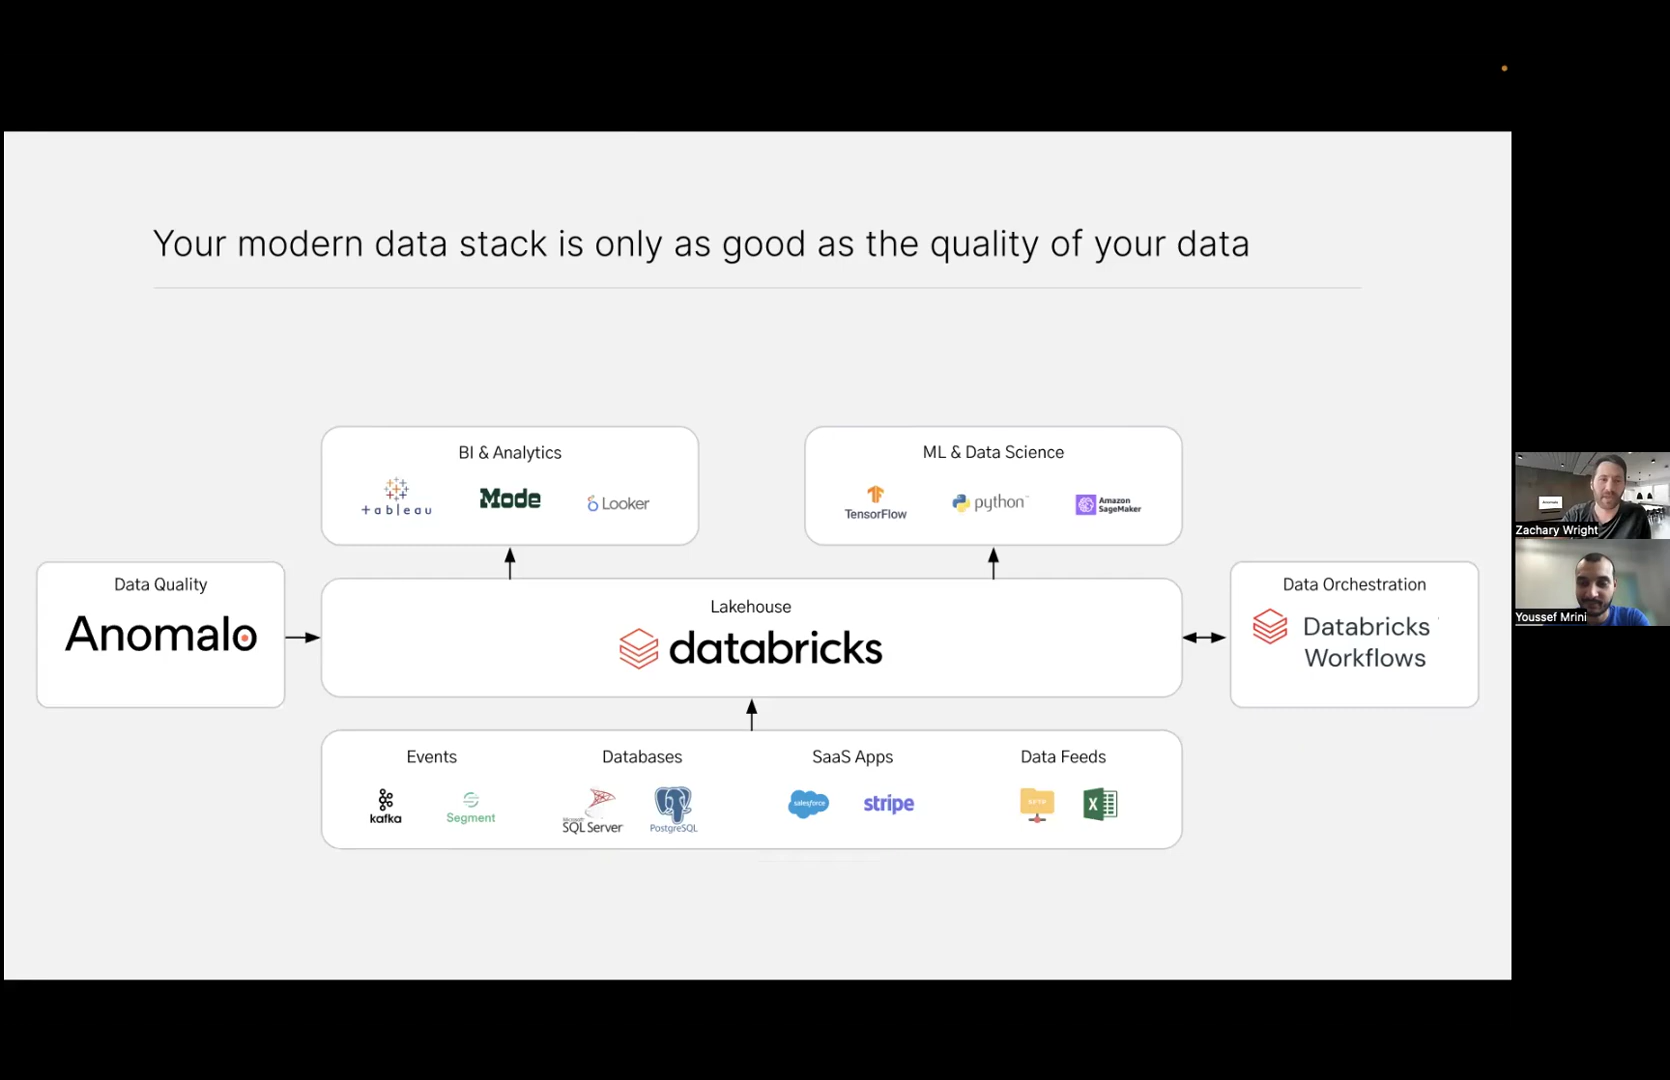 Your modern data stack is only as good as the quality of your data
BI & Analytics
+ a b l e a u
Mode
Looker
ML & Data Science
TensorFlow
python
Amazon
SageMaker
Data Quality
Anomalo
Lakehouse
databricks
Data Orchestration
Databricks
Workflows
Events
kafka
Segment
Databases
Microsoft
SQL Server
PostgreSQL
SaaS Apps
salesforce
stripe
Data Feeds
SFTP
X
Zachary Wright
Youssef Mrini